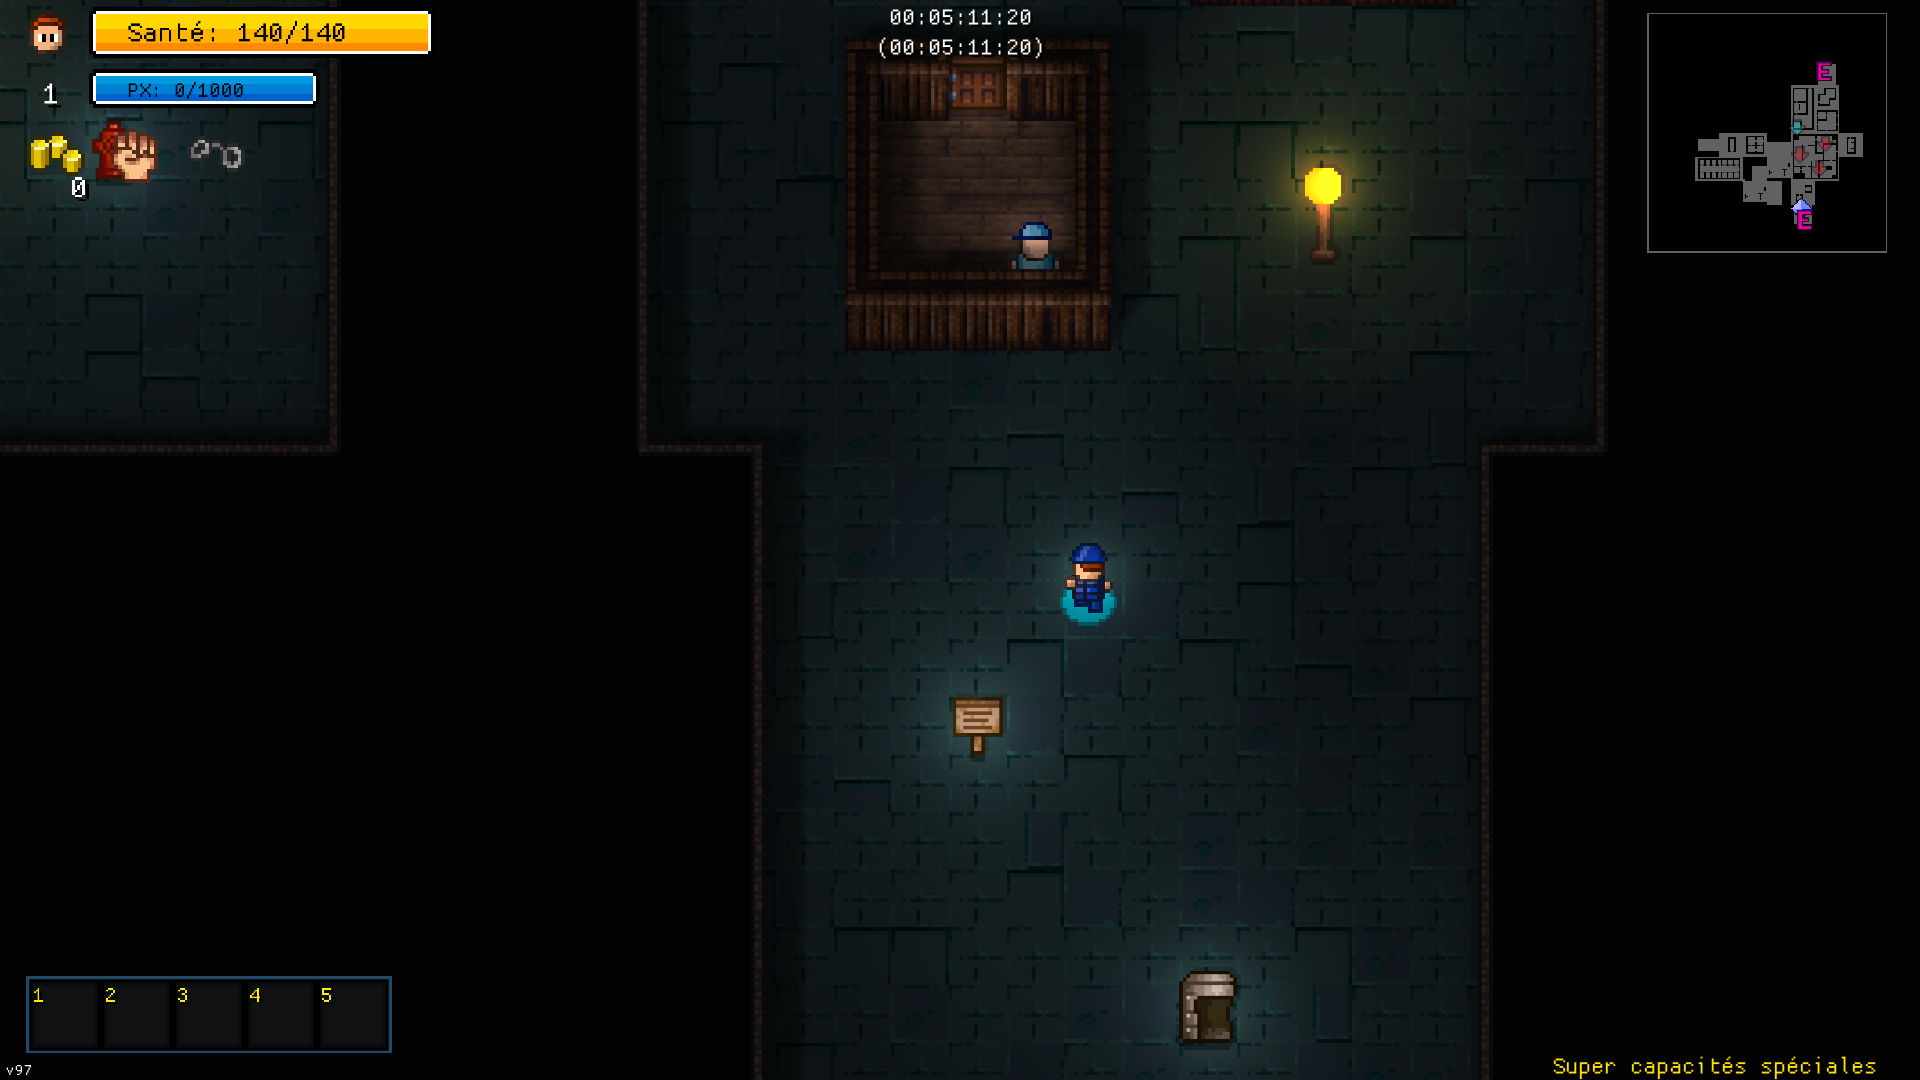 Santé: 140/140
00:05:11:20
(00:05:11:20)
1
PX: 0/1000
0
E
E
1 2 3 4 5
v97
Super capacités spéciales